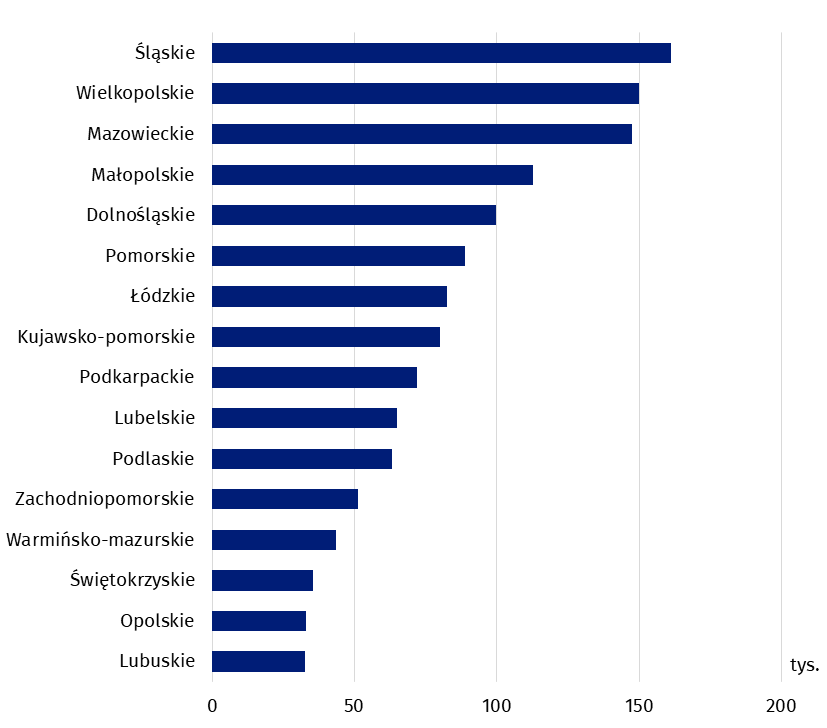 Śląskie
Wielkopolskie
Mazowieckie
Małopolskie
Dolnośląskie
Pomorskie
Łódzkie
Kujawsko-pomorskie
Podkarpackie
Lubelskie
Podlaskie
Zachodniopomorskie
Warmińsko-mazurskie
Świętokrzyskie
Opolskie
Lubuskie
tys.
0 50 100 150 200